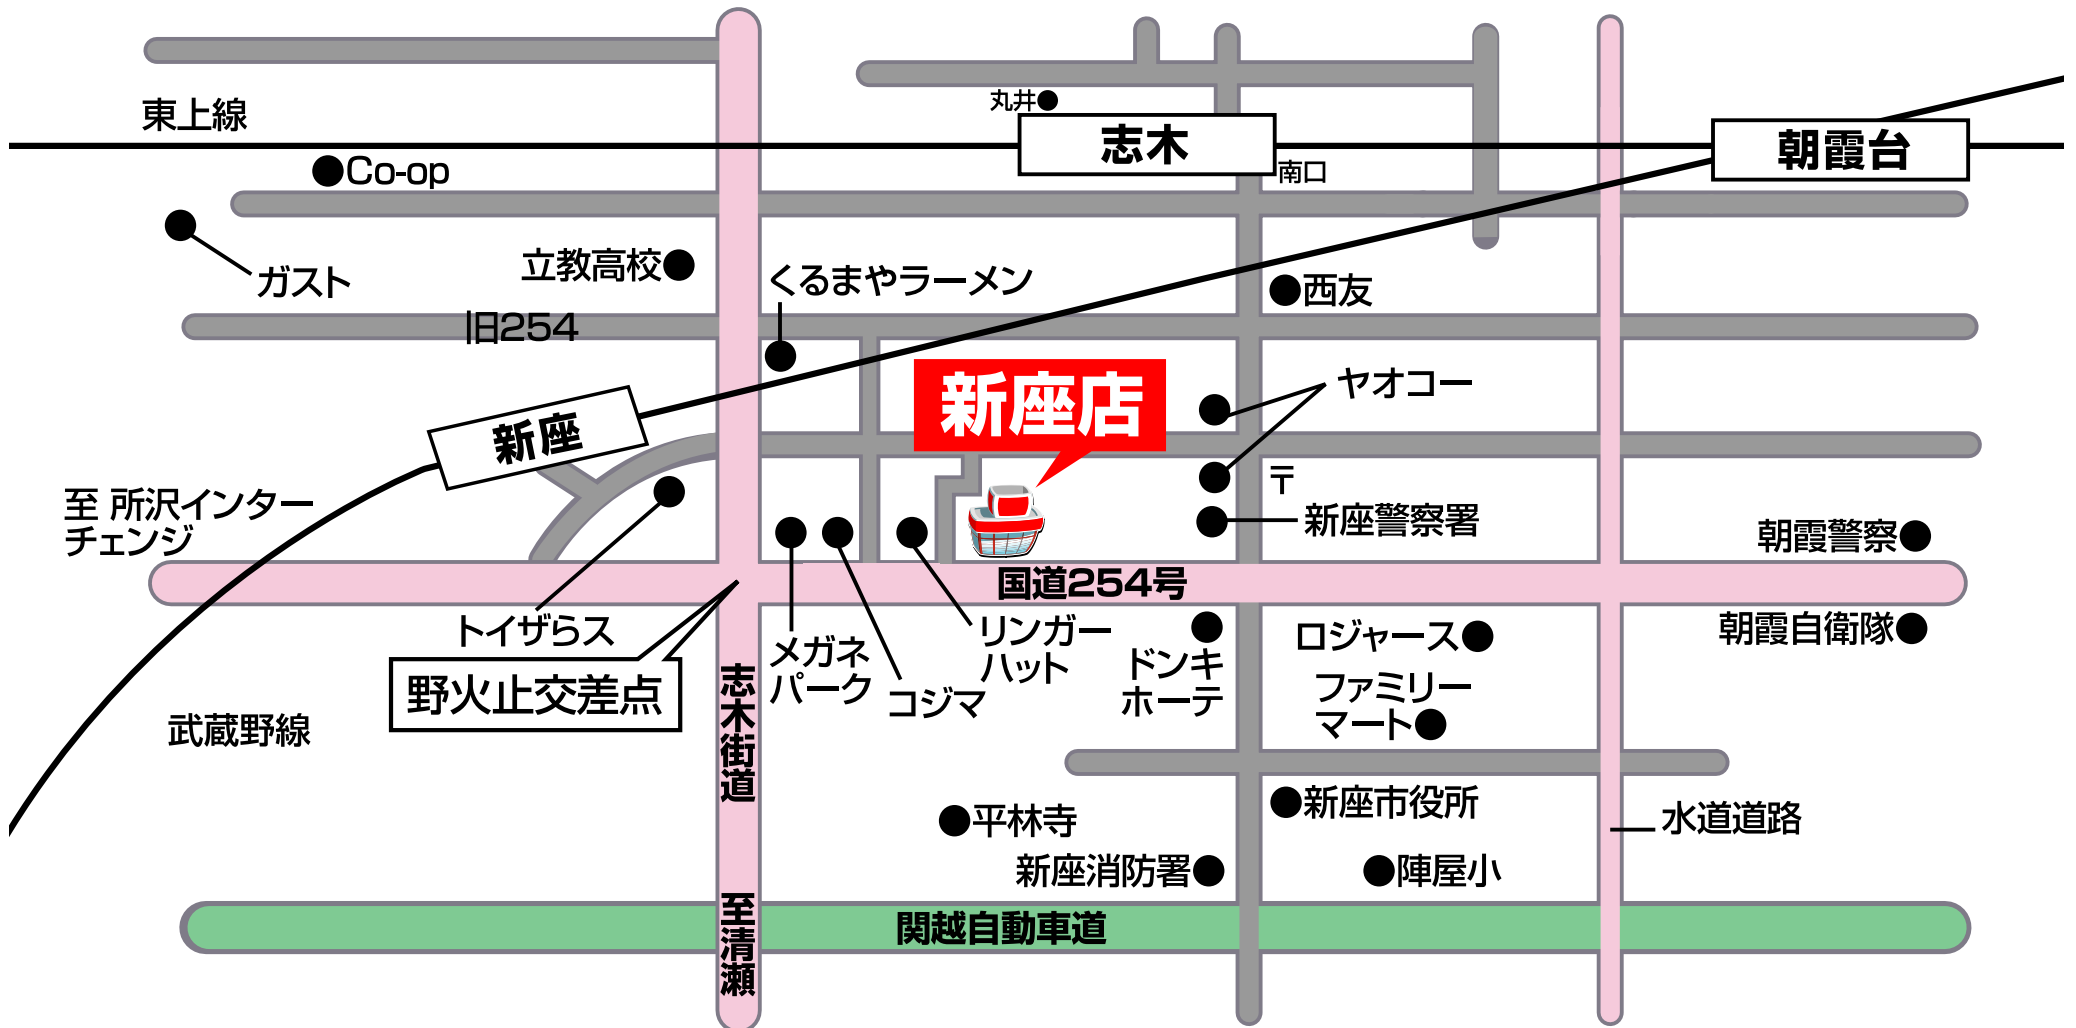 丸井
東上線
志木
朝霞台
Co-op
南口
ガスト
立教高校
くるまやラーメン
西友
旧254
新座店
ヤオコー
新座
至 所沢インター
チェンジ
〒
新座警察署
朝霞警察
国道254号
トイザらス
野火止交差点
メガネ
パーク
コジマ
リンガー
ハット
ドンキ
ホーテ
ロジャース
ファミリー
マート
朝霞自衛隊
志木街道
武蔵野線
平林寺
新座市役所
水道道路
新座消防署
陣屋小
至清瀬
関越自動車道